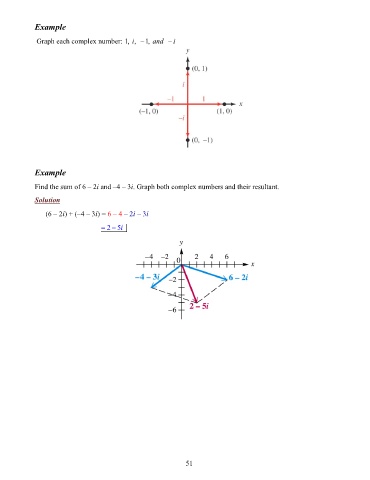 Example
Graph each complex number: 1, i, −1, and −i
y
(0, 1)
i
−1 1
x
(−1, 0) (1, 0)
−i
(0, −1)
Example
Find the sum of 6 – 2i and –4 – 3i. Graph both complex numbers and their resultant.
Solution
(6 – 2i) + (–4 – 3i) = 6 – 4 – 2i – 3i
= 2 – 5i
y
−4 −2 0 2 4 6
x
−4 − 3i −2 6 − 2i
−4
2 − 5i
−6
51